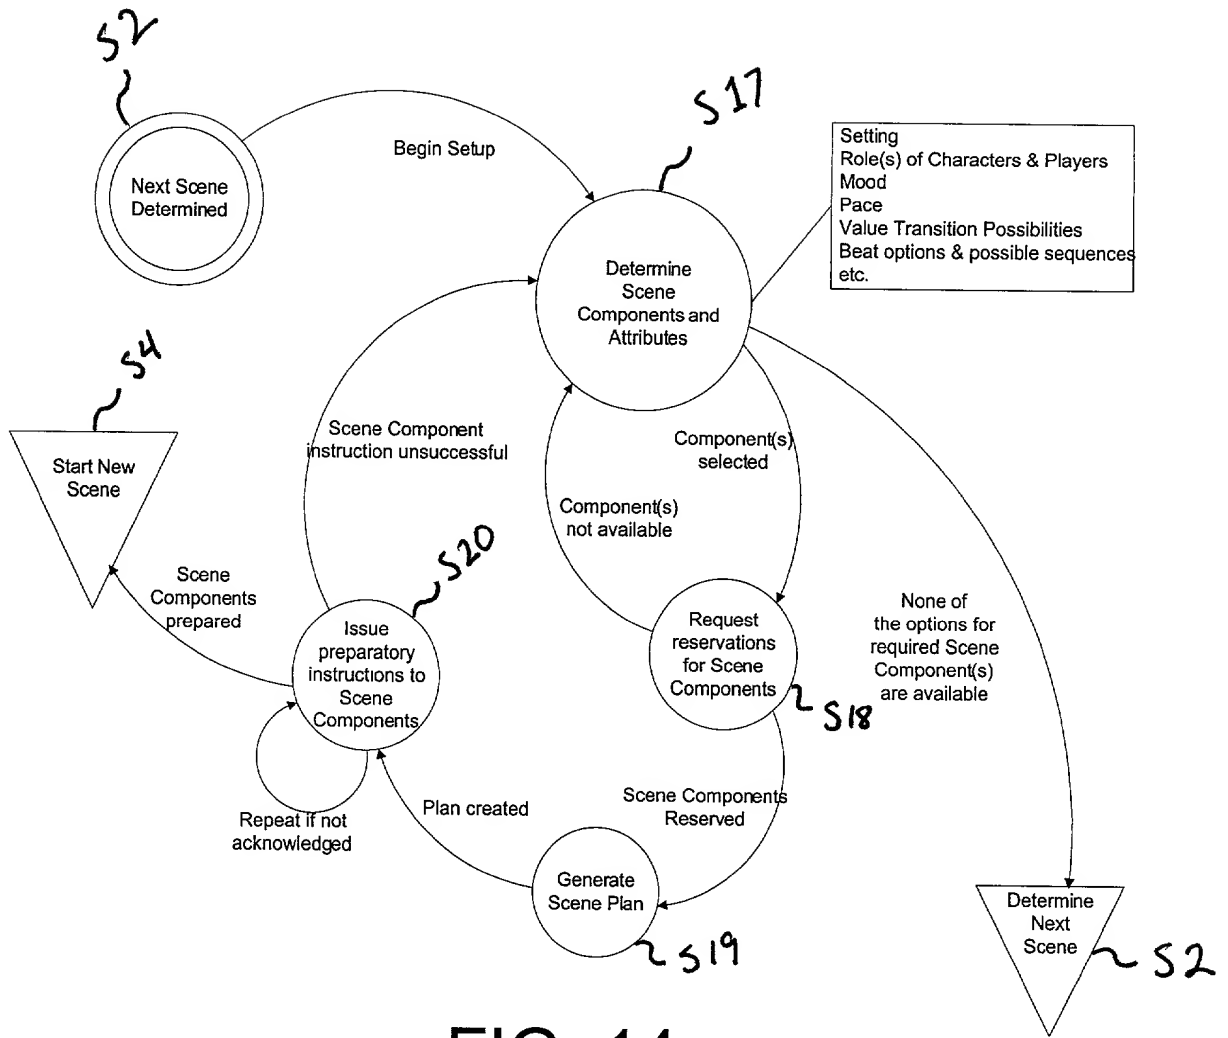 S2
Next Scene
Determined
Begin Setup
S17
Setting
Role(s) of Characters & Players
Mood
Pace
Value Transition Possibilities
Beat options & possible sequences
etc.
Determine
Scene
Components and
Attributes
S4
Start New
Scene
Scene Component
instruction unsuccessful
Component(s)
selected
Component(s)
not available
S20
Scene
Components
prepared
Issue
preparatory
instructions to
Scene
Components
Request
reservations
for Scene
Components
S18
None of
the options for
required Scene
Component(s)
are available
Repeat if not
acknowledged
Plan created
Scene Components
Reserved
Generate
Scene Plan
S19
Determine
Next
Scene
S2